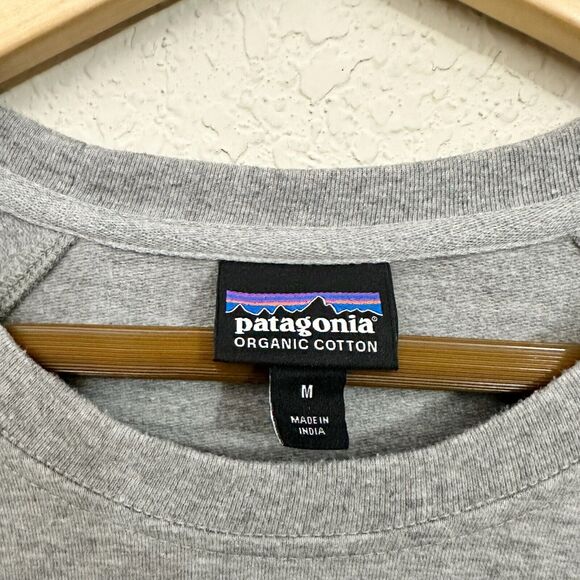 patagonia®
ORGANIC COTTON
M
MADE IN
INDIA